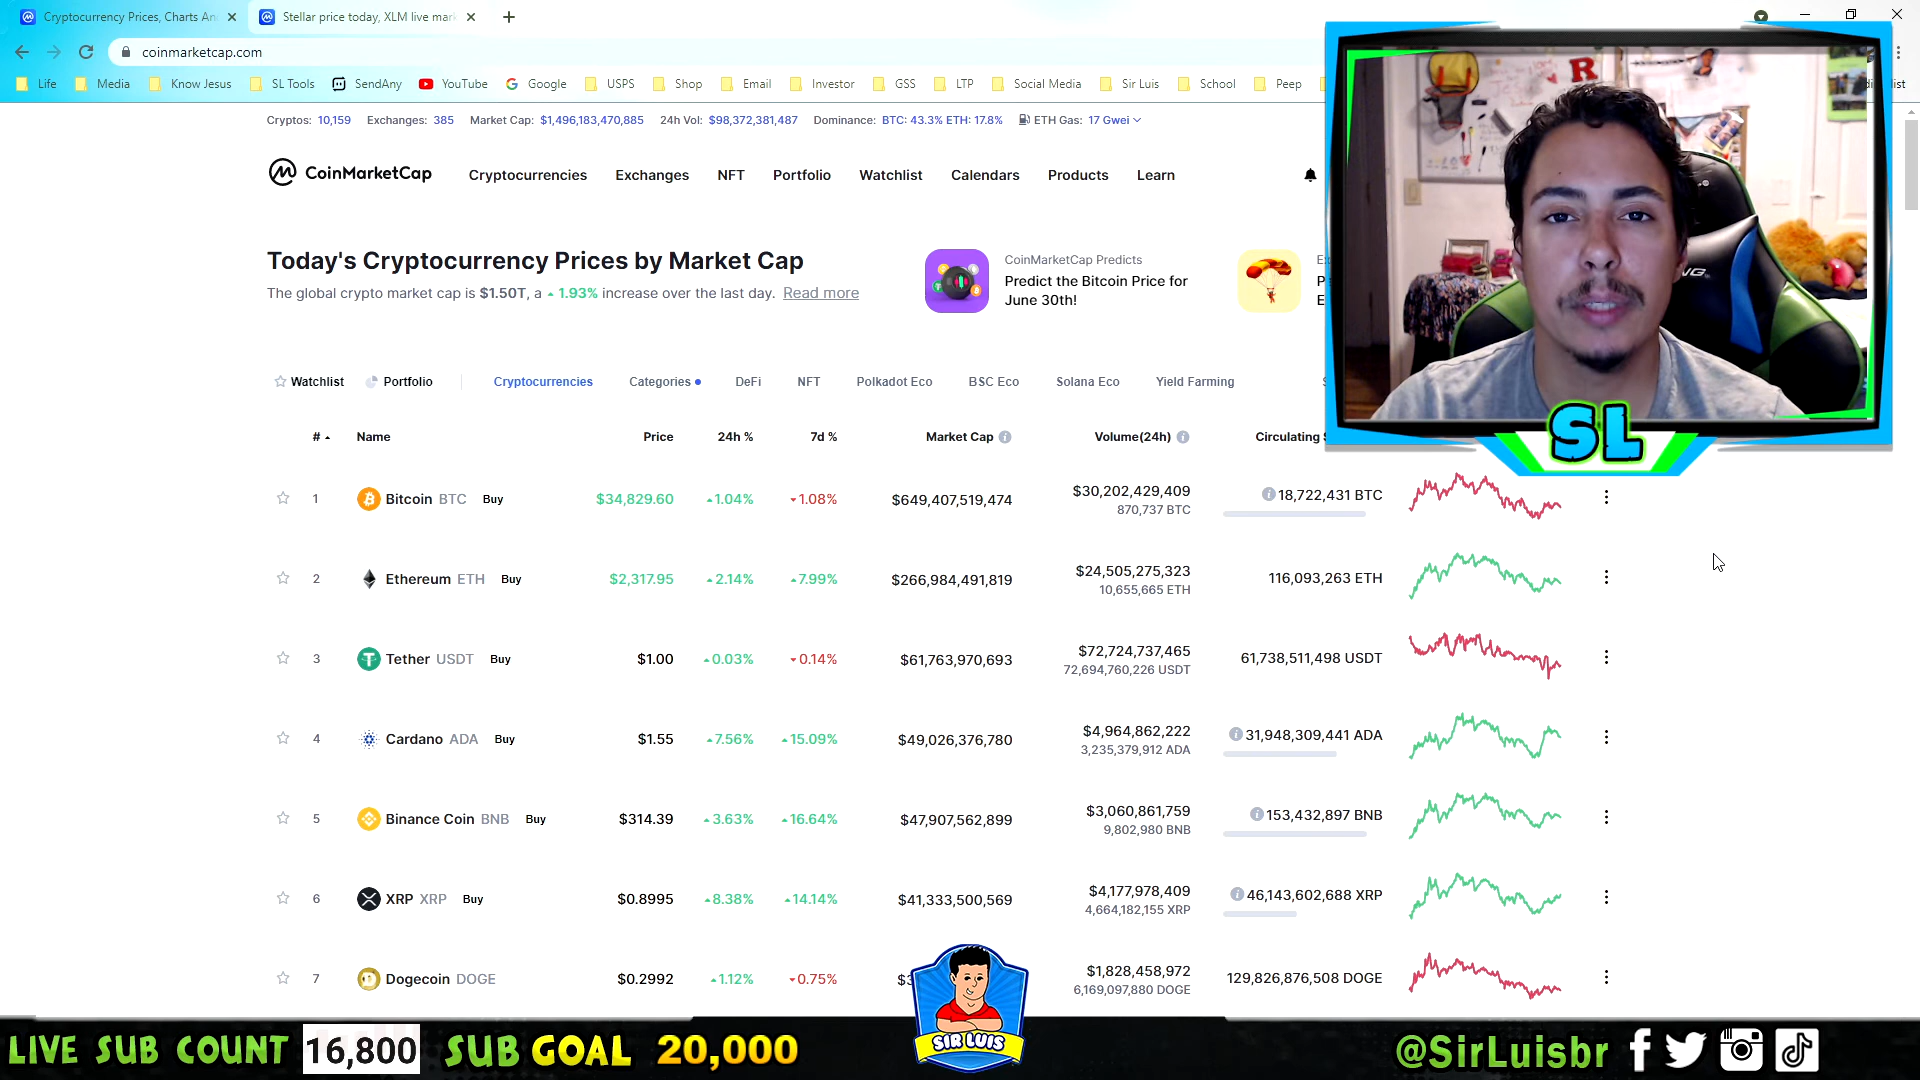 Cryptocurrency Prices, Charts An
Stellar price today, XLM live mar
coinmarketcap.com
Life Media Know Jesus SL Tools SendAny YouTube Google USPS Shop Email Investor GSS LTP Social Media Sir Luis School Peep list
Cryptos: 10,159 Exchanges: 385 Market Cap: $1,496,183,470,885 24h Vol: $98,372,381,487 Dominance: BTC: 43.3% ETH: 17.8% ETH Gas: 17 Gwei
CoinMarketCap Cryptocurrencies Exchanges NFT Portfolio Watchlist Calendars Products Learn
Today's Cryptocurrency Prices by Market Cap
The global crypto market cap is $1.50T, a 1.93% increase over the last day. Read more
CoinMarketCap Predicts
Predict the Bitcoin Price for
June 30th!
Watchlist Portfolio Cryptocurrencies Categories DeFi NFT Polkadot Eco BSC Eco Solana Eco Yield Farming
# Name Price 24h % 7d % Market Cap Volume(24h) Circulating
1 Bitcoin BTC Buy $34,829.60 1.04% 1.08% $649,407,519,474 $30,202,429,409 18,722,431 BTC
870,737 BTC
2 Ethereum ETH Buy $2,317.95 2.14% 7.99% $266,984,491,819 $24,505,275,323 116,093,263 ETH
10,655,665 ETH
3 Tether USDT Buy $1.00 0.03% 0.14% $61,763,970,693 $72,724,737,465 61,738,511,498 USDT
72,694,760,226 USDT
4 Cardano ADA Buy $1.55 7.56% 15.09% $49,026,376,780 $4,964,862,222 31,948,309,441 ADA
3,235,379,912 ADA
5 Binance Coin BNB Buy $314.39 3.63% 16.64% $47,907,562,899 $3,060,861,759 153,432,897 BNB
9,802,980 BNB
6 XRP XRP Buy $0.8995 8.38% 14.14% $41,333,500,569 $4,177,978,409 46,143,602,688 XRP
4,664,182,155 XRP
7 Dogecoin DOGE $0.2992 1.12% 0.75% $1,828,458,972 129,826,876,508 DOGE
6,169,097,880 DOGE
R
SL
SIR LUIS
LIVE SUB COUNT 16,800 SUB GOAL 20,000
@SirLuisbr